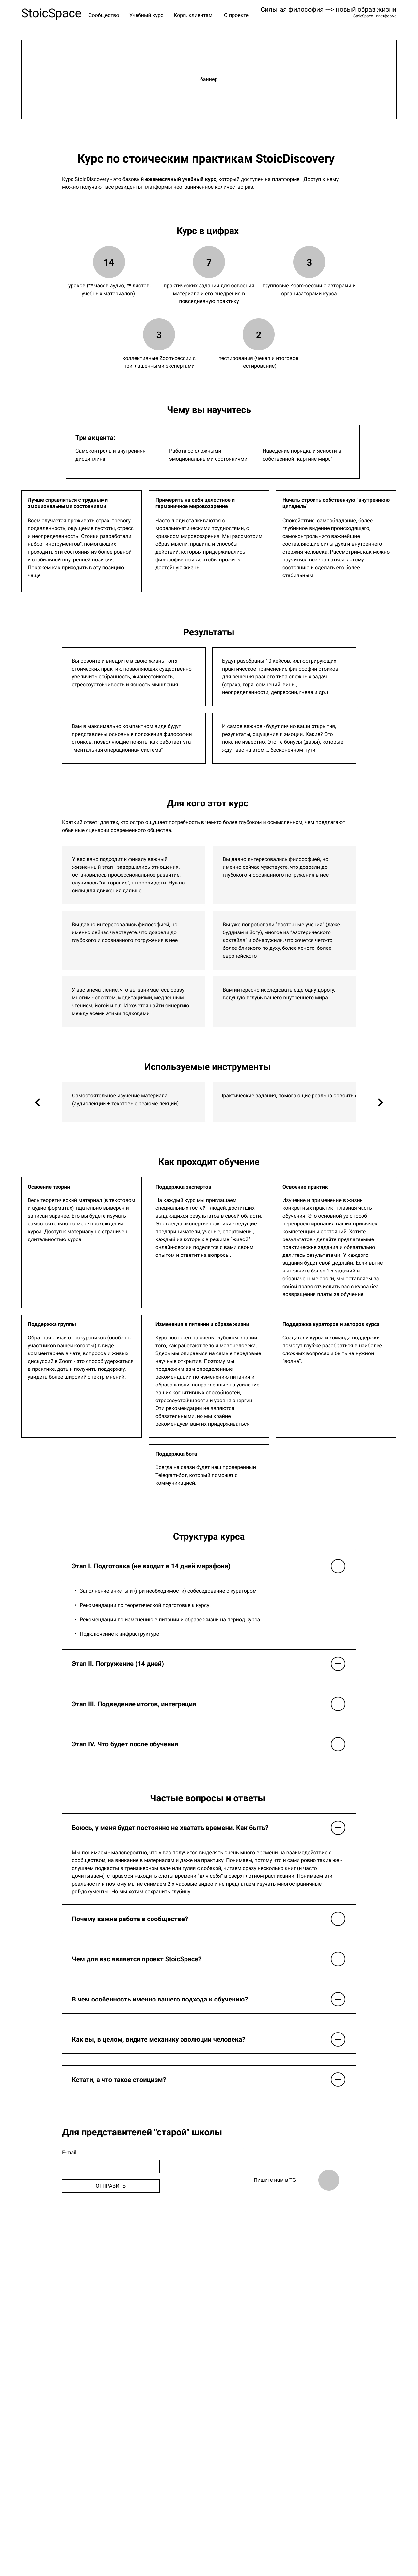 StoicSpace
Сообщество
Учебный курс
Корп. клиентам
О проекте
Сильная философия —> новый образ жизни
StoicSpace - платформа
баннер
Курс по стоическим практикам StoicDiscovery
Курс StoicDiscovery - это базовый ежемесячный учебный курс, который доступен на платформе. Доступ к нему
можно получают все резиденты платформы неограниченное количество раз.
Курс в цифрах
14
уроков (** часов аудио, ** листов
учебных материалов)
7
практических заданий для освоения
материала и его внедрения в
повседневную практику
3
групповые Zoom-сессии с авторами и
организаторами курса
3
коллективные Zoom-сессии с
приглашенными экспертами
2
тестирования (чекап и итоговое
тестирование)
Чему вы научитесь
Три акцента:
Самоконтроль и внутренняя
дисциплина
Работа со сложными
эмоциональными состояниями
Наведение порядка и ясности в
собственной "картине мира"
Лучше справляться с трудными
эмоциональными состояниями
Всем случается проживать страх, тревогу,
подавленность, ощущение пустоты, стресс
и неопределенность. Стоики разработали
набор "инструментов", помогающих
проходить эти состояния из более ровной
и стабильной внутренней позиции.
Покажем как приходить в эту позицию
чаще
Примерить на себя целостное и
гармоничное мировоззрение
Часто люди сталкиваются с
морально-этическими трудностями, с
кризисом мировоззрения. Мы рассмотрим
образ мысли, правила и способы
действий, которых придерживались
философы-стоики, чтобы прожить
достойную жизнь.
Начать строить собственную "внутреннюю
цитадель"
Спокойствие, самообладание, более
глубинное видение происходящего,
самоконтроль - это важнейшие
составляющие силы духа и внутреннего
стержня человека. Рассмотрим, как можно
научиться возвращаться к этому
состоянию и сделать его более
стабильным
Результаты
Вы освоите и внедрите в свою жизнь Топ5
стоических практик, позволяющих существенно
увеличить собранность, жизнестойкость,
стрессоустойчивость и ясность мышления
Будут разобраны 10 кейсов, иллюстрирующих
практическое применение философии стоиков
для решения разного типа сложных задач
(страха, горя, сомнений, вины,
неопределенности, депрессии, гнева и др.)
Вам в максимально компактном виде будут
представлены основные положения философии
стоиков, позволяющие понять, как работает эта
"ментальная операционная система"
И самое важное - будут лично ваши открытия,
результаты, ощущения и эмоции. Какие? Это
пока не известно. Это те бонусы (дары), которые
ждут вас на этом ... бесконечном пути
Для кого этот курс
Краткий ответ: для тех, кто остро ощущает потребность в чем-то более глубоком и осмысленном, чем предлагают
обычные сценарии современного общества.
У вас явно подходит к финалу важный
жизненный этап - завершились отношения,
остановилось профессиональное развитие,
случилось "выгорание", выросли дети. Нужна
силы для движения дальше
Вы давно интересовались философией, но
именно сейчас чувствуете, что дозрели до
глубокого и осознанного погружения в нее
Вы давно интересовались философией, но
именно сейчас чувствуете, что дозрели до
глубокого и осознанного погружения в нее
Вы уже попробовали "восточные учения" (даже
буддизм и йогу), многое из "эзотерического
коктейля" и обнаружили, что хочется чего-то
более близкого по духу, более ясного, более
европейского
У вас впечатление, что вы занимаетесь сразу
многим - спортом, медитациями, медленным
чтением, йогой и т.д. И хочется найти синергию
между всеми этими подходами
Вам интересно исследовать еще одну дорогу,
ведущую вглубь вашего внутреннего мира
Используемые инструменты
Самостоятельное изучение материала
(аудиолекции + текстовые резюме лекций)
Практические задания, помогающие реально освоить
Как проходит обучение
Освоение теории
Весь теоретический материал (в текстовом
и аудио-форматах) тщательно выверен и
записан заранее. Его вы будете изучать
самостоятельно по мере прохождения
курса. Доступ к материалу не ограничен
длительностью курса.
Поддержка экспертов
На каждый курс мы приглашаем
специальных гостей - людей, достигших
выдающихся результатов в своей области.
Это всегда эксперты-практики - ведущие
предприниматели, ученые, спортсмены,
каждый из которых в режиме "живой"
онлайн-сессии поделятся с вами своим
опытом и ответит на вопросы.
Освоение практик
Изучение и применение в жизни
конкретных практик - главная часть
обучения. Это основной уе способ
перепроектирования ваших привычек,
компетенций и состояний. Хотите
результатов - делайте предлагаемые
практические задания и обязательно
делитесь результатами. У каждого
задания будет свой дедлайн. Если вы не
выполните более 2-х заданий в
обозначенные сроки, мы оставляем за
собой право отчислить вас с курса без
возвращения платы за обучение.
Поддержка группы
Обратная связь от сокурсников (особенно
участников вашей когорты) в виде
комментариев в чате, вопросов и живых
дискуссий в Zoom - это способ удержаться
в практике, дать и получить поддержку,
увидеть более широкий спектр мнений.
Изменения в питании и образе жизни
Курс построен на очень глубоком знании
того, как работают тело и мозг человека.
Здесь мы опираемся на самые передовые
научные открытия. Поэтому мы
предложим вам определенные
рекомендации по изменению питания и
образа жизни, направленные на усиление
ваших когнитивных способностей,
стрессоустойчивости и уровня энергии.
Эти рекомендации не являются
обязательными, но мы крайне
рекомендуем вам их придерживаться.
Поддержка кураторов и авторов курса
Создатели курса и команда поддержки
помогут глубже разобраться в наиболее
сложных вопросах и быть на нужной
"волне".
Поддержка бота
Всегда на связи будет наш проверенный
Telegram-бот, который поможет с
коммуникацией.
Структура курса
Этап I. Подготовка (не входит в 14 дней марафона)
• Заполнение анкеты и (при необходимости) собеседование с куратором
• Рекомендации по теоретической подготовке к курсу
• Рекомендации по изменению в питании и образе жизни на период курса
• Подключение к инфраструктуре
Этап II. Погружение (14 дней)
Этап III. Подведение итогов, интеграция
Этап IV. Что будет после обучения
Частые вопросы и ответы
Боюсь, у меня будет постоянно не хватать времени. Как быть?
Мы понимаем - маловероятно, что у вас получится выделять очень много времени на взаимодействие с
сообществом, на вникание в материалам и даже на практику. Понимаем, потому что и сами ровно такие же -
слушаем подкасты в тренажерном зале или гуляя с собакой, читаем сразу несколько книг (и часто
дочитываем), стараемся находить слоты времени "для себя" в сверхплотном расписании. Понимаем эти
реальности и поэтому мы не снимаем 2-х часовые видео и не предлагаем изучать многостраничные
pdf-документы. Но мы хотим сохранить глубину.
Почему важна работа в сообществе?
Чем для вас является проект StoicSpace?
В чем особенность именно вашего подхода к обучению?
Как вы, в целом, видите механику эволюции человека?
Кстати, а что такое стоицизм?
Для представителей "старой" школы
E-mail
ОТПРАВИТЬ
Пишите нам в TG